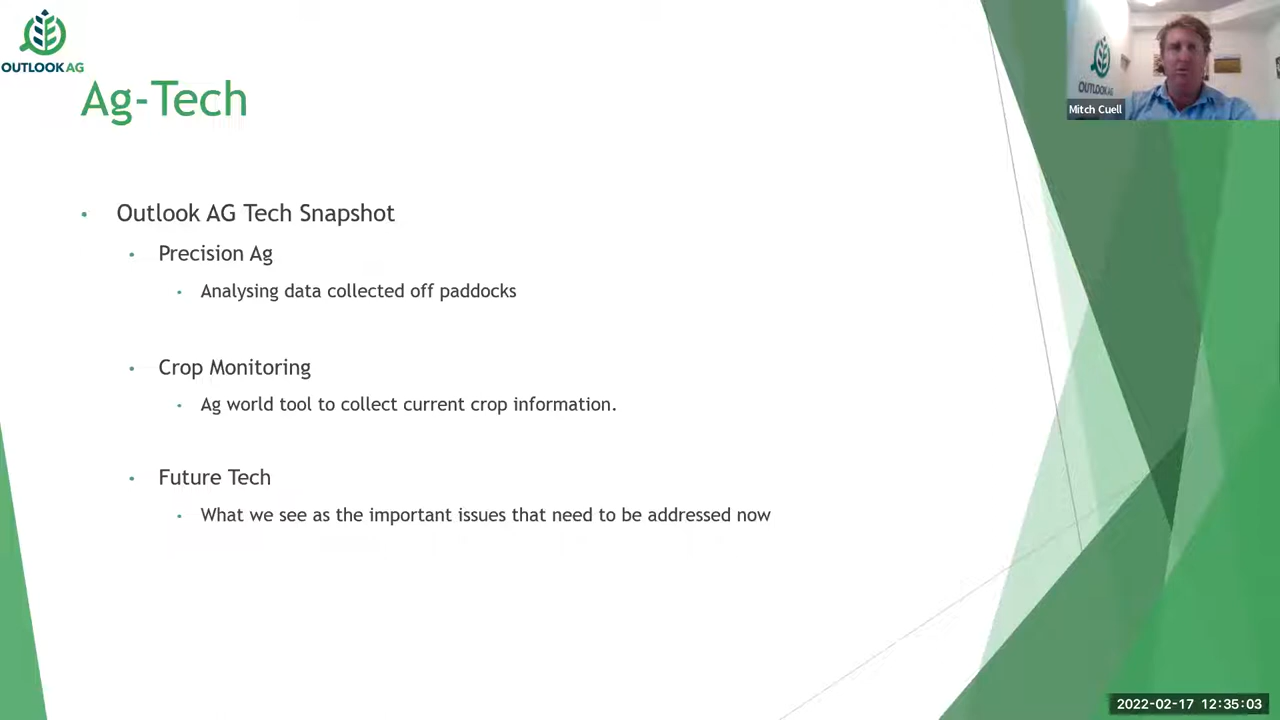 OUTLOOK AG
Ag-Tech
OUTLOOK AG
Mitch Cuell
• Outlook AG Tech Snapshot
• Precision Ag
• Analysing data collected off paddocks
• Crop Monitoring
• Ag world tool to collect current crop information.
• Future Tech
• What we see as the important issues that need to be addressed now
2022-02-17 12:35:03